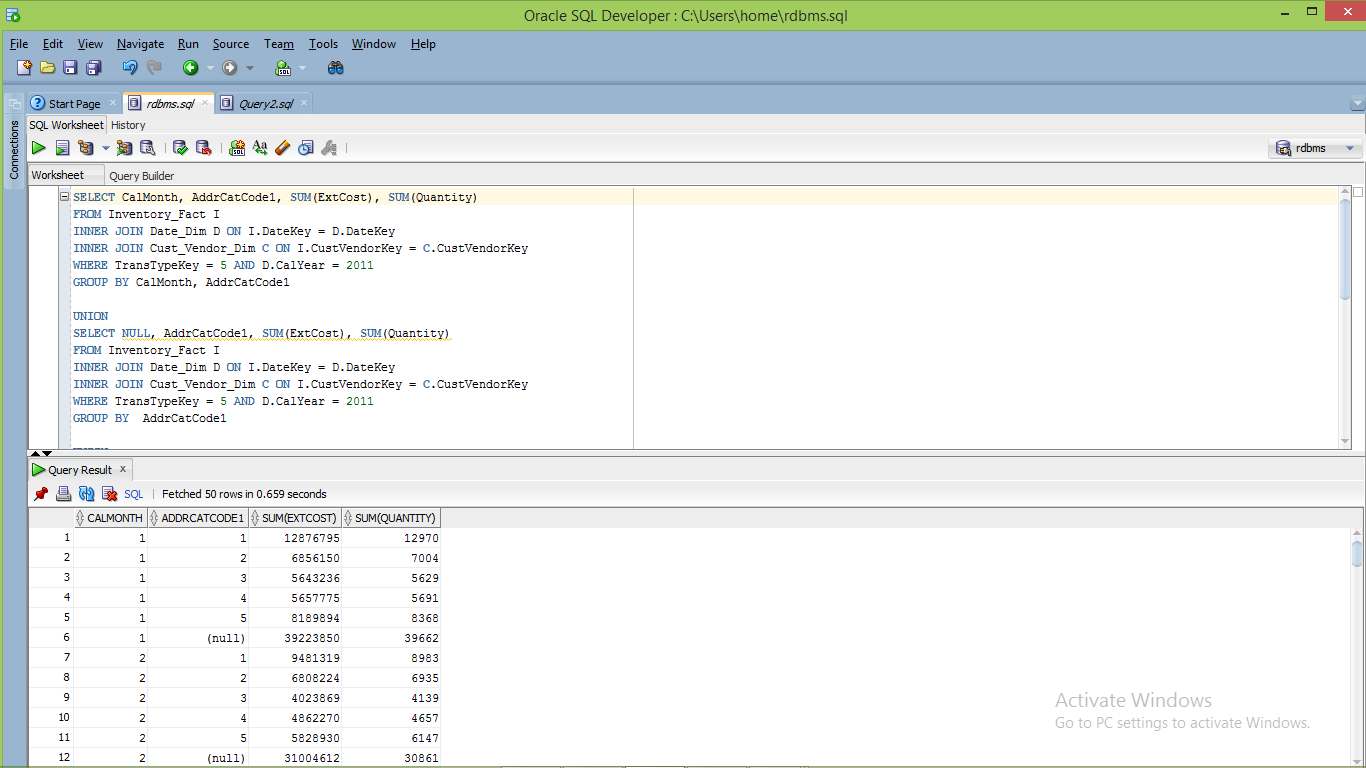 Oracle SQL Developer : C:\Users\home\rdbms.sql
File Edit View Navigate Run Source Team Tools Window Help
Start Page rdbms.sql Query2.sql
Connections
SQL Worksheet History
rdbms
Worksheet Query Builder
SELECT CalMonth, AddrCatCode1, SUM(ExtCost), SUM(Quantity)
FROM Inventory_Fact I
INNER JOIN Date_Dim D ON I.DateKey = D.DateKey
INNER JOIN Cust_Vendor_Dim C ON I.CustVendorKey = C.CustVendorKey
WHERE TransTypeKey = 5 AND D.CalYear = 2011
GROUP BY CalMonth, AddrCatCode1
UNION
SELECT NULL, AddrCatCode1, SUM(ExtCost), SUM(Quantity)
FROM Inventory_Fact I
INNER JOIN Date_Dim D ON I.DateKey = D.DateKey
INNER JOIN Cust_Vendor_Dim C ON I.CustVendorKey = C.CustVendorKey
WHERE TransTypeKey = 5 AND D.CalYear = 2011
GROUP BY  AddrCatCode1
Query Result x
SQL | Fetched 50 rows in 0.659 seconds
CALMONTH ADDRCATCODE1 SUM(EXTCOST) SUM(QUANTITY)
1 1 1 12876795 12970
2 1 2 6856150 7004
3 1 3 5643236 5629
4 1 4 5657775 5691
5 1 5 8189894 8368
6 1 (null) 39223850 39662
7 2 1 9481319 8983
8 2 2 6808224 6935
9 2 3 4023869 4139
10 2 4 4862270 4657
11 2 5 5828930 6147
12 2 (null) 31004612 30861
Activate Windows
Go to PC settings to activate Windows.